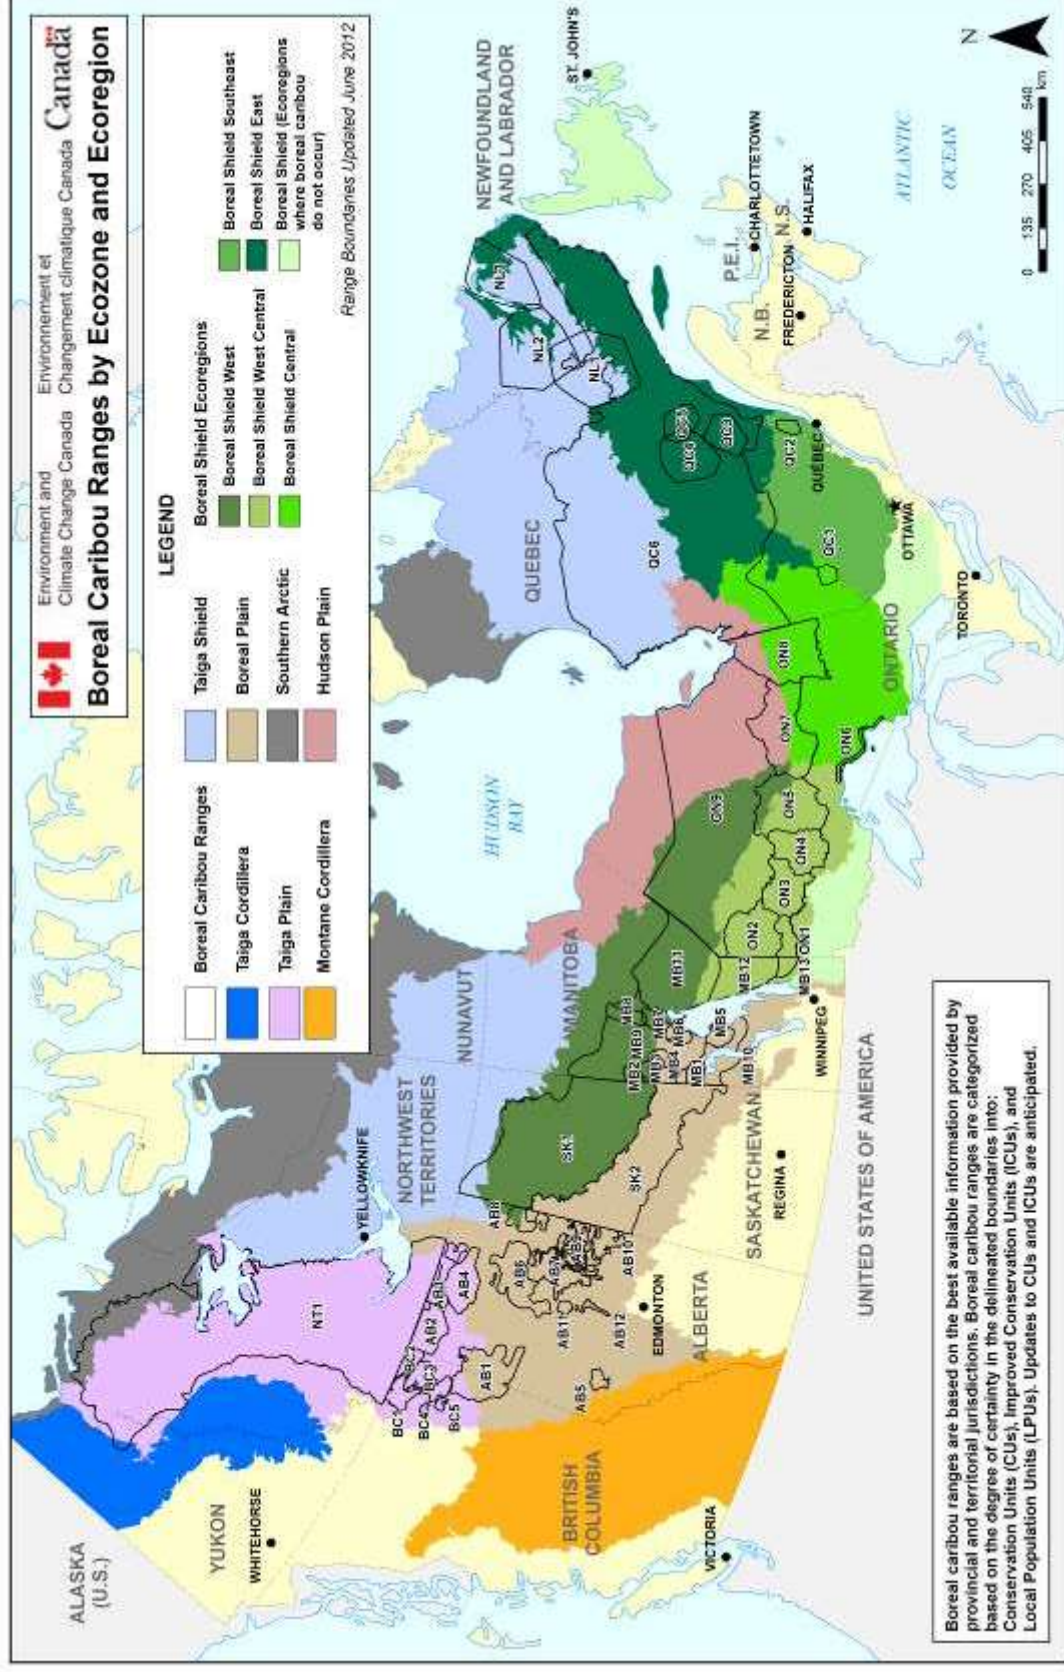 Environment and
Climate Change Canada
Environnement et
Changement climatique Canada
Canada
Boreal Caribou Ranges by Ecozone and Ecoregion
LEGEND
Boreal Caribou Ranges
Taiga Cordillera
Taiga Plain
Montane Cordillera
Taiga Shield
Boreal Plain
Southern Arctic
Hudson Plain
Boreal Shield Ecoregions
Boreal Shield West
Boreal Shield West Central
Boreal Shield Central
Boreal Shield Southeast
Boreal Shield East
Boreal Shield (Ecoregions
where boreal caribou
do not occur)
Range Boundaries Updated June 2012
ALASKA
(U.S.)
YUKON
WHITEHORSE
NT1
YELLOWKNIFE
NORTHWEST
TERRITORIES
NUNAVUT
HUDSON
BAY
QUEBEC
NEWFOUNDLAND
AND LABRADOR
ST. JOHN'S
BRITISH
COLUMBIA
VICTORIA
BC1
BC2
BC3
BC4
BC5
AB1
AB2
AB3
AB4
AB5
AB6
AB7
AB8
AB10
AB11
AB12
EDMONTON
ALBERTA
SK1
SK2
SASKATCHEWAN
REGINA
MANITOBA
MB1
MB2
MB3
MB4
MB5
MB6
MB7
MB8
MB9
MB10
MB11
MB12
MB13
WINNIPEG
ON1
ON2
ON3
ON4
ON5
ON6
ON7
ON8
ON9
ONTARIO
TORONTO
OTTAWA
QC1
QC2
QC3
QC4
QC5
QC6
QUÉBEC
NL1
NL2
NL3
P.E.I.
CHARLOTTETOWN
N.B.
FREDERICTON
N.S.
HALIFAX
ATLANTIC
OCEAN
UNITED STATES OF AMERICA
N
0 135 270 405 540
km
Boreal caribou ranges are based on the best available information provided by
provincial and territorial jurisdictions. Boreal caribou ranges are categorized
based on the degree of certainty in the delineated boundaries into:
Conservation Units (CUs), Improved Conservation Units (ICUs), and
Local Population Units (LPUs). Updates to CUs and ICUs are anticipated.